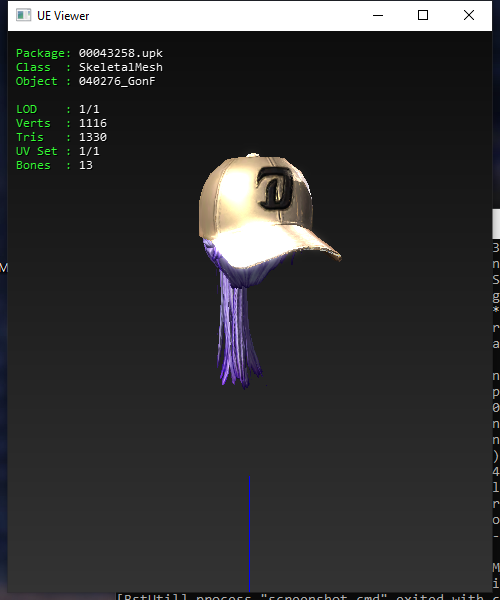 UE Viewer
Package: 00043258.upk
Class : SkeletalMesh
Object : 040276_GonF
LOD : 1/1
Verts : 1116
Tris : 1330
UV Set : 1/1
Bones : 13
D